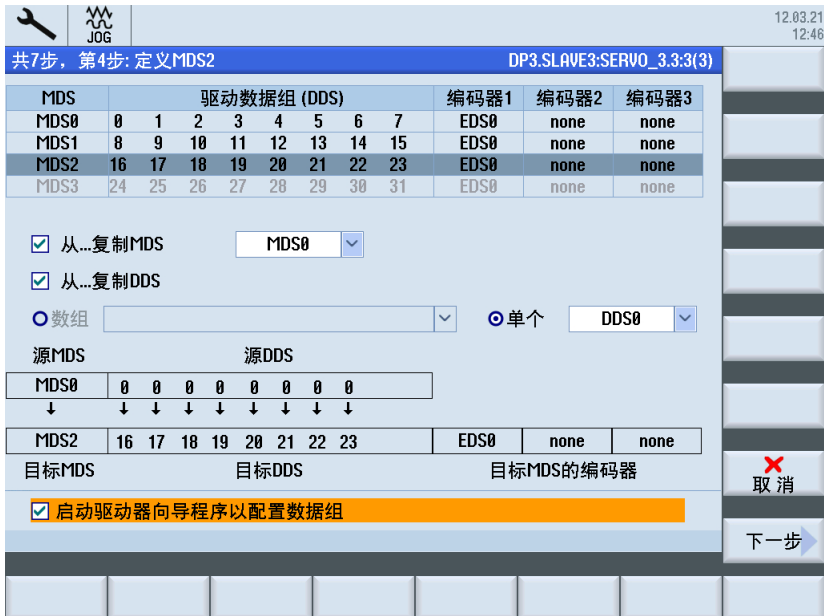 JOG
12.03.21
12:46
共7步，第4步: 定义MDS2 DP3.SLAVE3:SERVO_3.3:3(3)
MDS 驱动数据组 (DDS) 编码器1 编码器2 编码器3
MDS0 0 1 2 3 4 5 6 7 EDS0 none none
MDS1 8 9 10 11 12 13 14 15 EDS0 none none
MDS2 16 17 18 19 20 21 22 23 EDS0 none none
MDS3 24 25 26 27 28 29 30 31 EDS0 none none
从...复制MDS MDS0
从...复制DDS
数组 单个 DDS0
源MDS 源DDS
MDS0 0 0 0 0 0 0 0 0
↓ ↓ ↓ ↓ ↓ ↓ ↓ ↓ ↓
MDS2 16 17 18 19 20 21 22 23 EDS0 none none
目标MDS 目标DDS 目标MDS的编码器
取消
启动驱动器向导程序以配置数据组
下一步